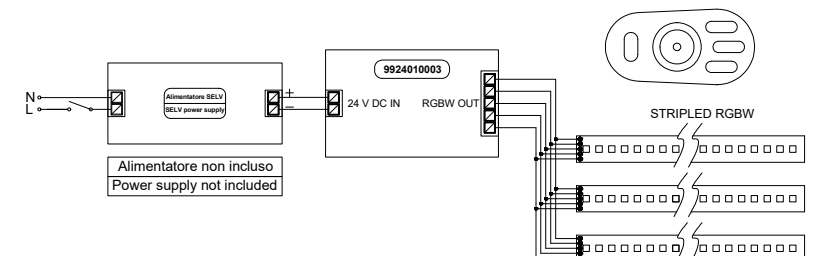 9924010003
N
L
Alimentatore SELV
SELV power supply
+
−
24 V DC IN
RGBW OUT
STRIPLED RGBW
Alimentatore non incluso
Power supply not included